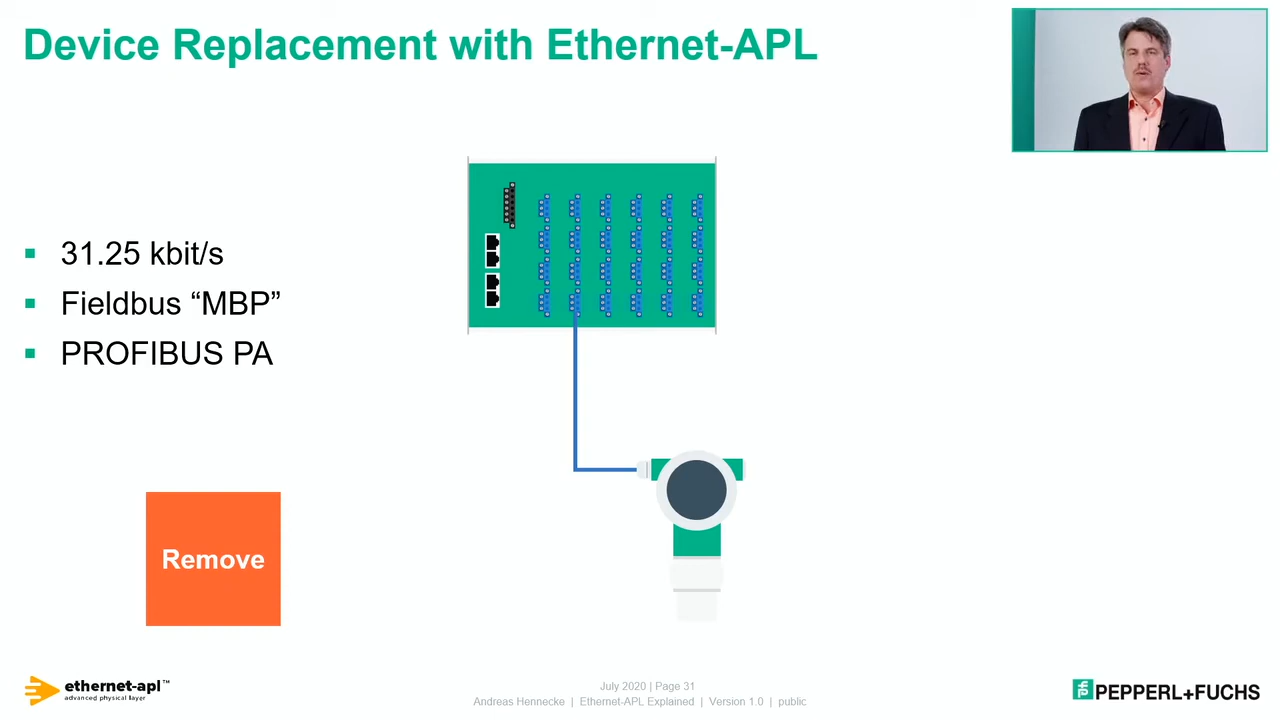 Device Replacement with Ethernet-APL
31.25 kbit/s
Fieldbus “MBP”
PROFIBUS PA
Remove
ethernet-apl™
advanced physical layer
July 2020 | Page 31
Andreas Hennecke | Ethernet-APL Explained | Version 1.0 | public
PEPPERL+FUCHS